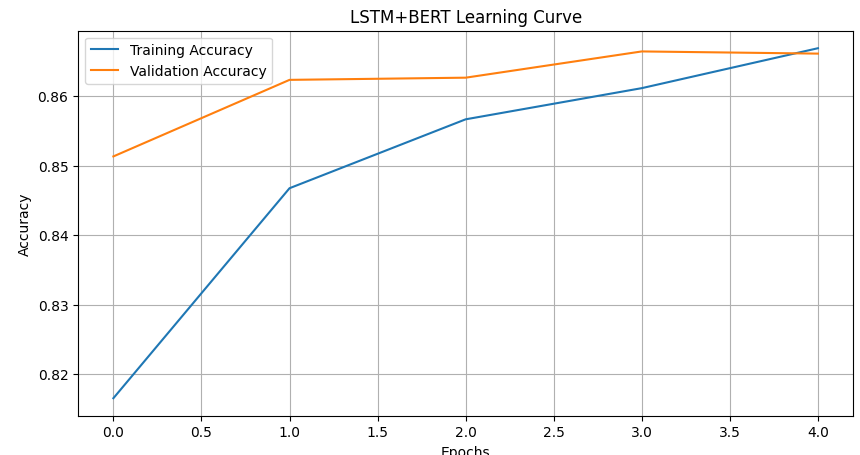 LSTM+BERT Learning Curve
Training Accuracy
Validation Accuracy
Accuracy
0.86
0.85
0.84
0.83
0.82
0.0 0.5 1.0 1.5 2.0 2.5 3.0 3.5 4.0
Epochs